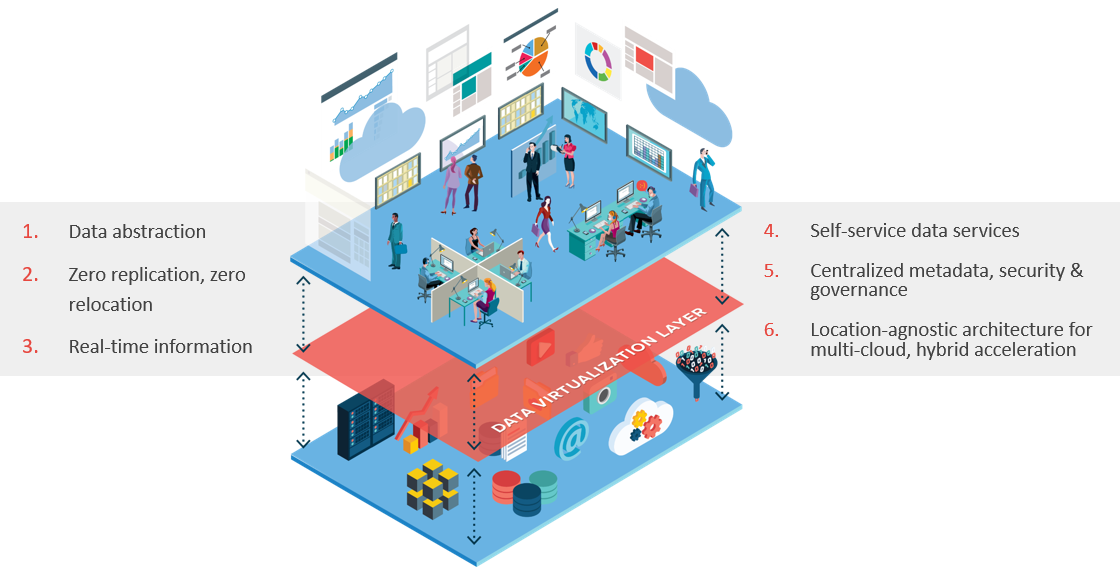 1. Data abstraction
2. Zero replication, zero
relocation
3. Real-time information
4. Self-service data services
5. Centralized metadata, security &
governance
6. Location-agnostic architecture for
multi-cloud, hybrid acceleration
DATA VIRTUALIZATION LAYER
@